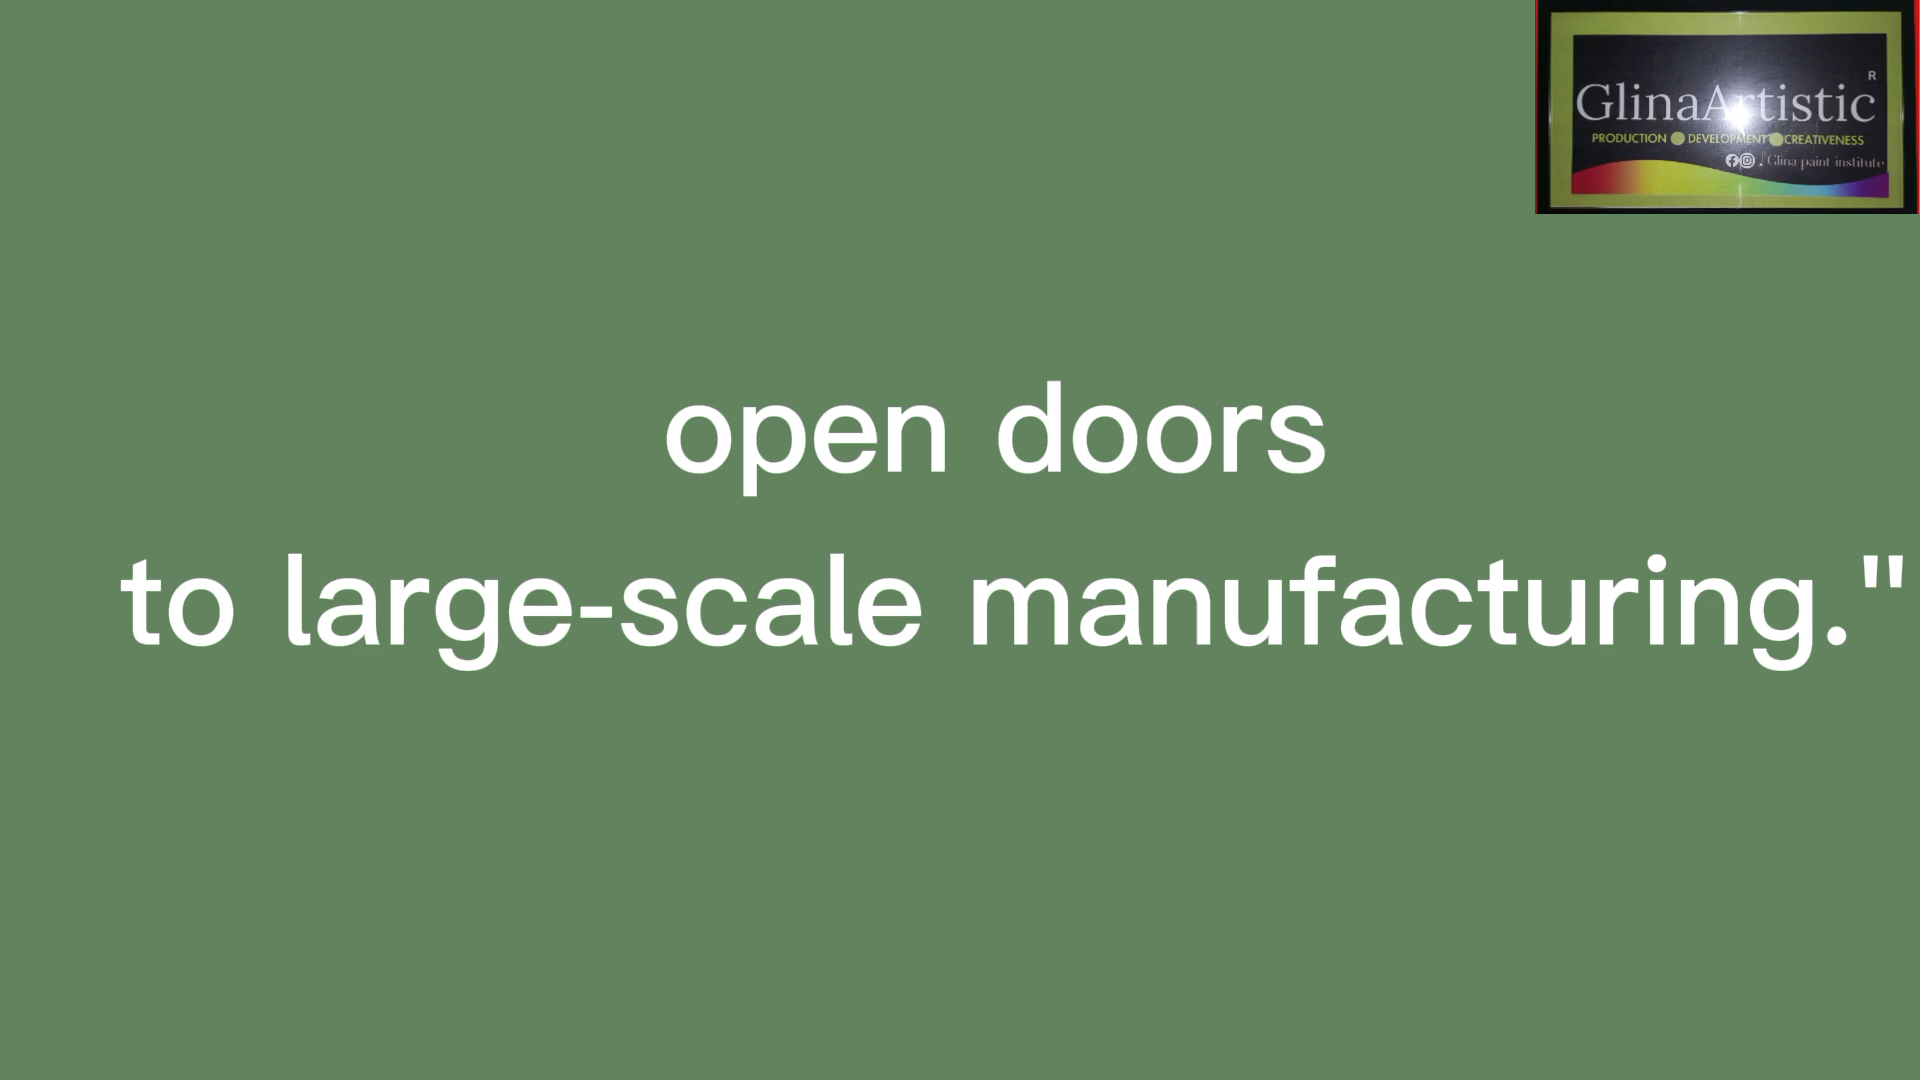 R
GlinaArtistic
PRODUCTION DEVELOPMENT CREATIVENESS
Glina paint institute
open doors
to large-scale manufacturing."